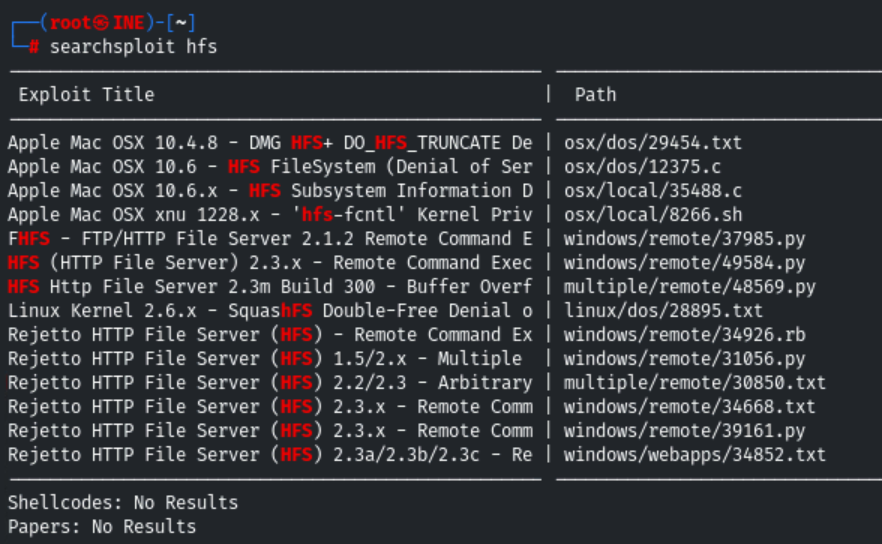 (root㉿INE)-[~]
# searchsploit hfs
Exploit Title | Path
Apple Mac OSX 10.4.8 - DMG HFS+ DO_HFS_TRUNCATE De | osx/dos/29454.txt
Apple Mac OSX 10.6 - HFS FileSystem (Denial of Ser | osx/dos/12375.c
Apple Mac OSX 10.6.x - HFS Subsystem Information D | osx/local/35488.c
Apple Mac OSX xnu 1228.x - 'hfs-fcntl' Kernel Priv | osx/local/8266.sh
FHFS - FTP/HTTP File Server 2.1.2 Remote Command E | windows/remote/37985.py
HFS (HTTP File Server) 2.3.x - Remote Command Exec | windows/remote/49584.py
HFS Http File Server 2.3m Build 300 - Buffer Overf | multiple/remote/48569.py
Linux Kernel 2.6.x - SquashFS Double-Free Denial o | linux/dos/28895.txt
Rejetto HTTP File Server (HFS) - Remote Command Ex | windows/remote/34926.rb
Rejetto HTTP File Server (HFS) 1.5/2.x - Multiple | windows/remote/31056.py
Rejetto HTTP File Server (HFS) 2.2/2.3 - Arbitrary | multiple/remote/30850.txt
Rejetto HTTP File Server (HFS) 2.3.x - Remote Comm | windows/remote/34668.txt
Rejetto HTTP File Server (HFS) 2.3.x - Remote Comm | windows/remote/39161.py
Rejetto HTTP File Server (HFS) 2.3a/2.3b/2.3c - Re | windows/webapps/34852.txt
Shellcodes: No Results
Papers: No Results